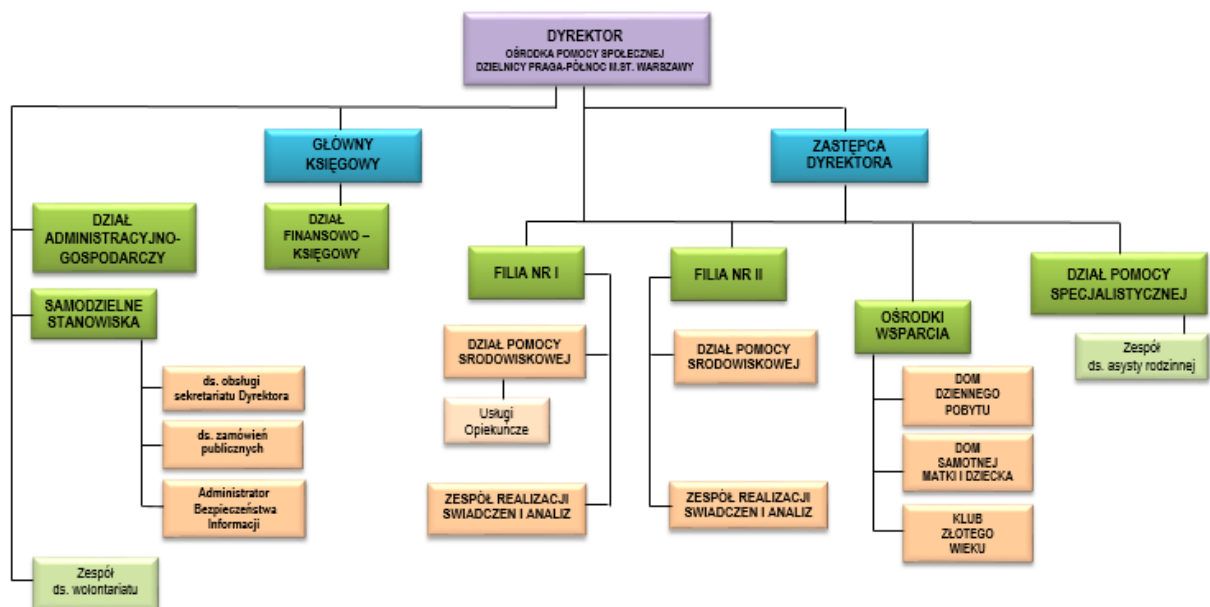 DYREKTOR
OŚRODKA POMOCY SPOŁECZNEJ
DZIELNICY PRAGA-PÓŁNOC M.ST. WARSZAWY
GŁÓWNY
KSIĘGOWY
ZASTĘPCA
DYREKTORA
DZIAŁ
ADMINISTRACYJNO-
GOSPODARCZY
DZIAŁ
FINANSOWO –
KSIĘGOWY
SAMODZIELNE
STANOWISKA
ds. obsługi
sekretariatu Dyrektora
ds. zamówień
publicznych
Administrator
Bezpieczeństwa
Informacji
Zespół
ds. wolontariatu
FILIA NR I
DZIAŁ POMOCY
SRODOWISKOWEJ
Usługi
Opiekuńcze
ZESPÓŁ REALIZACJI
SWIADCZEN I ANALIZ
FILIA NR II
DZIAŁ POMOCY
SRODOWISKOWEJ
ZESPÓŁ REALIZACJI
SWIADCZEN I ANALIZ
OŚRODKI
WSPARCIA
DOM
DZIENNEGO
POBYTU
DOM
SAMOTNEJ
MATKI I DZIECKA
KLUB
ZŁOTEGO
WIEKU
DZIAŁ POMOCY
SPECJALISTYCZNEJ
Zespół
ds. asysty rodzinnej